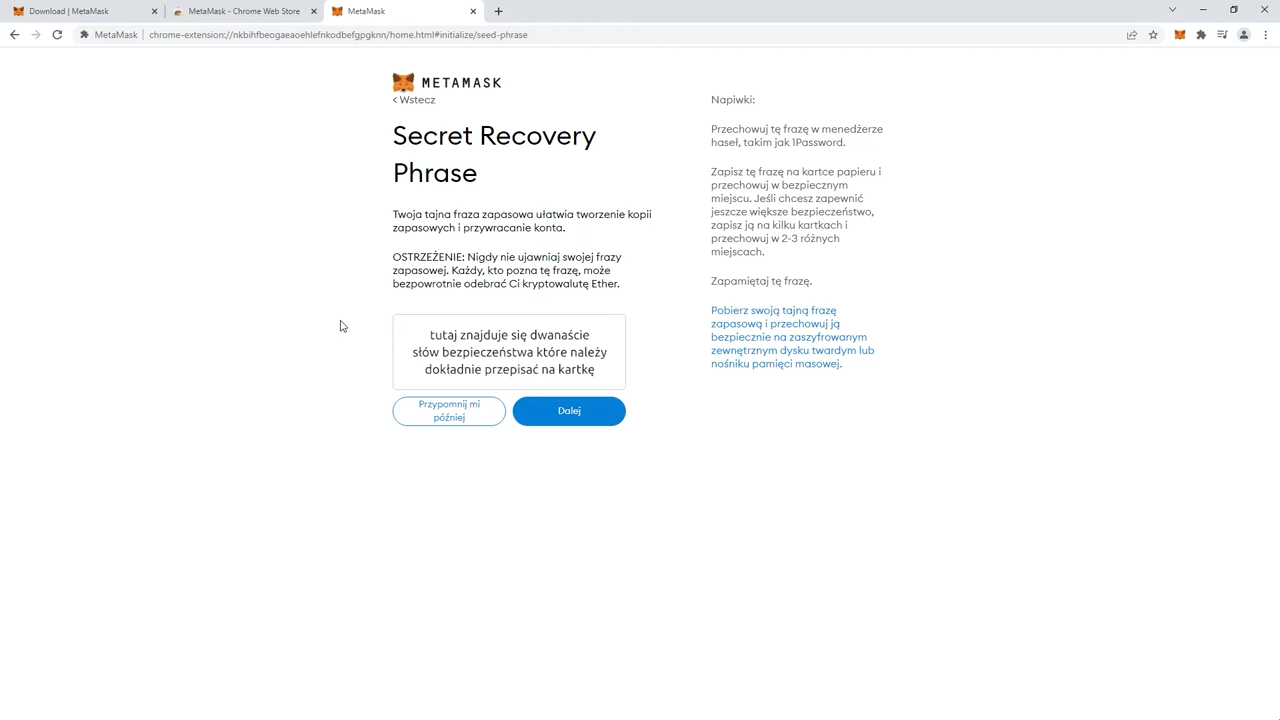 Download | MetaMask
MetaMask - Chrome Web Store
MetaMask
MetaMask
chrome-extension://nkbihfbeogaeaoehlefnkodbefgpgknn/home.html#initialize/seed-phrase
METAMASK
< Wstecz
Secret Recovery
Phrase
Twoja tajna fraza zapasowa ułatwia tworzenie kopii
zapasowych i przywracanie konta.
OSTRZEŻENIE: Nigdy nie ujawniaj swojej frazy
zapasowej. Każdy, kto pozna tę frazę, może
bezpowrotnie odebrać Ci kryptowalutę Ether.
tutaj znajduje się dwanaście
słów bezpieczeństwa które należy
dokładnie przepisać na kartkę
Przypomnij mi
później
Dalej
Napiwki:
Przechowuj tę frazę w menedżerze
haseł, takim jak 1Password.
Zapisz tę frazę na kartce papieru i
przechowuj w bezpiecznym
miejscu. Jeśli chcesz zapewnić
jeszcze większe bezpieczeństwo,
zapisz ją na kilku kartkach i
przechowuj w 2-3 różnych
miejscach.
Zapamiętaj tę frazę.
Pobierz swoją tajną frazę
zapasową i przechowuj ją
bezpiecznie na zaszyfrowanym
zewnętrznym dysku twardym lub
nośniku pamięci masowej.